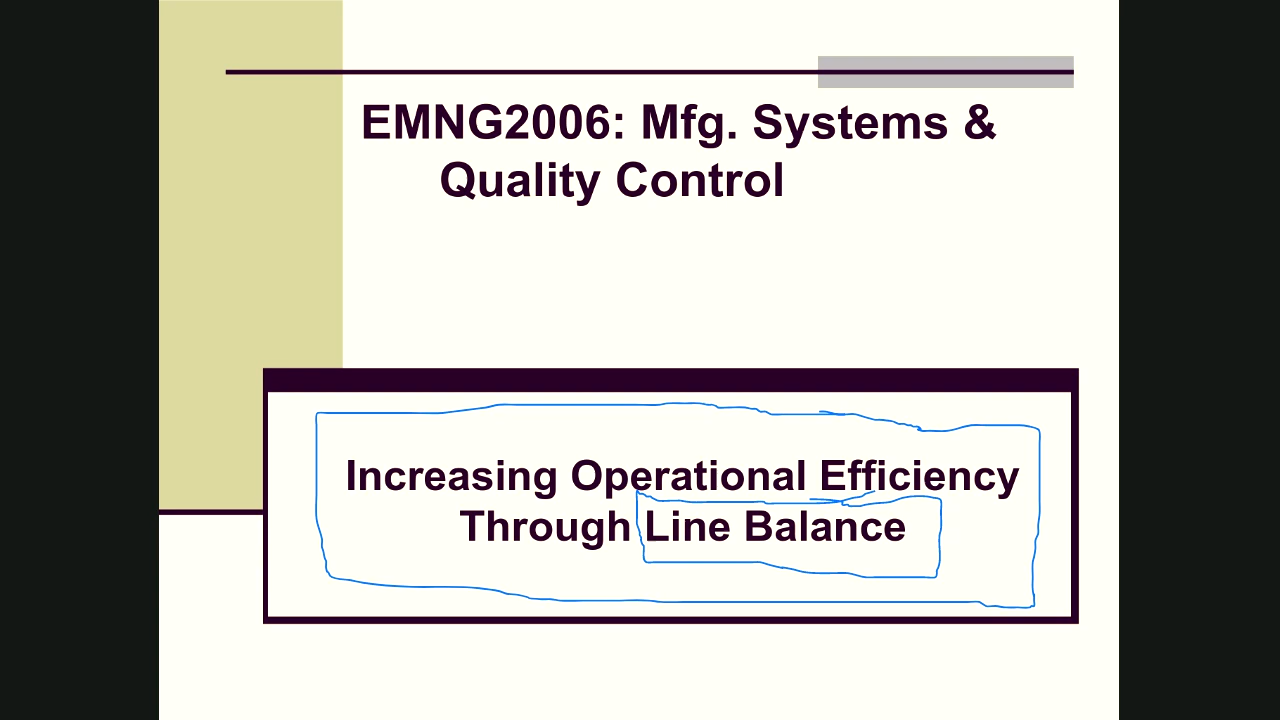 EMNG2006: Mfg. Systems &
Quality Control
Increasing Operational Efficiency
Through Line Balance